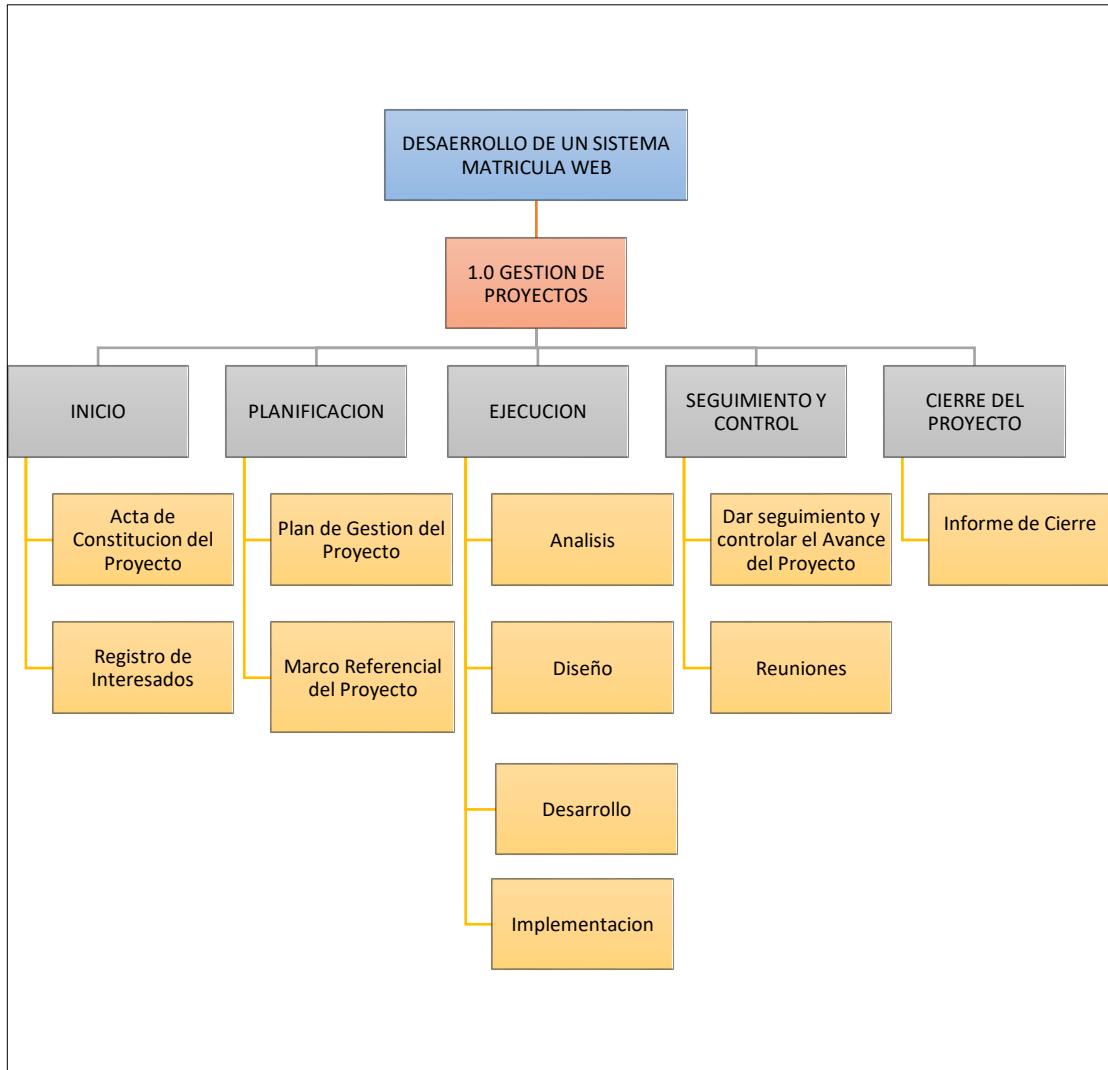 DESAERROLLO DE UN SISTEMA
MATRICULA WEB
1.0 GESTION DE
PROYECTOS
INICIO
PLANIFICACION
EJECUCION
SEGUIMIENTO Y
CONTROL
CIERRE DEL
PROYECTO
Acta de
Constitucion del
Proyecto
Plan de Gestion del
Proyecto
Analisis
Dar seguimiento y
controlar el Avance
del Proyecto
Informe de Cierre
Registro de
Interesados
Marco Referencial
del Proyecto
Diseño
Reuniones
Desarrollo
Implementacion